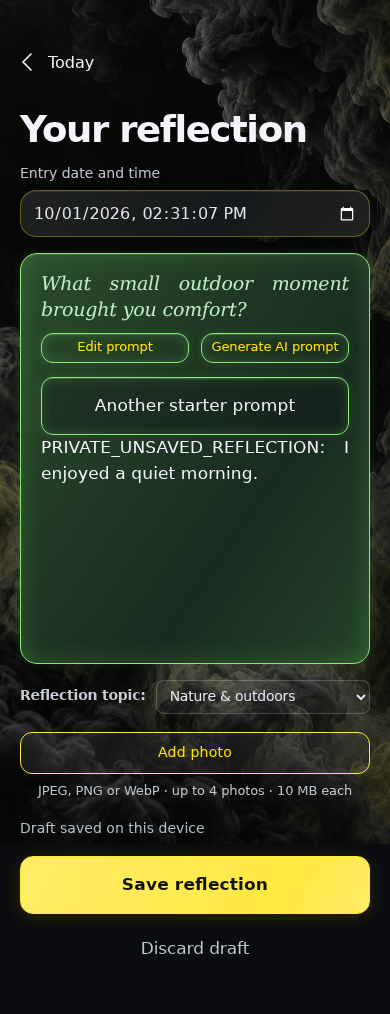 Today
Your reflection
Entry date and time
10/01/2026, 02:31:07 PM
What small outdoor moment
brought you comfort?
Edit prompt
Generate AI prompt
Another starter prompt
PRIVATE_UNSAVED_REFLECTION: I
enjoyed a quiet morning.
Reflection topic:
Nature & outdoors
Add photo
JPEG, PNG or WebP · up to 4 photos · 10 MB each
Draft saved on this device
Save reflection
Discard draft